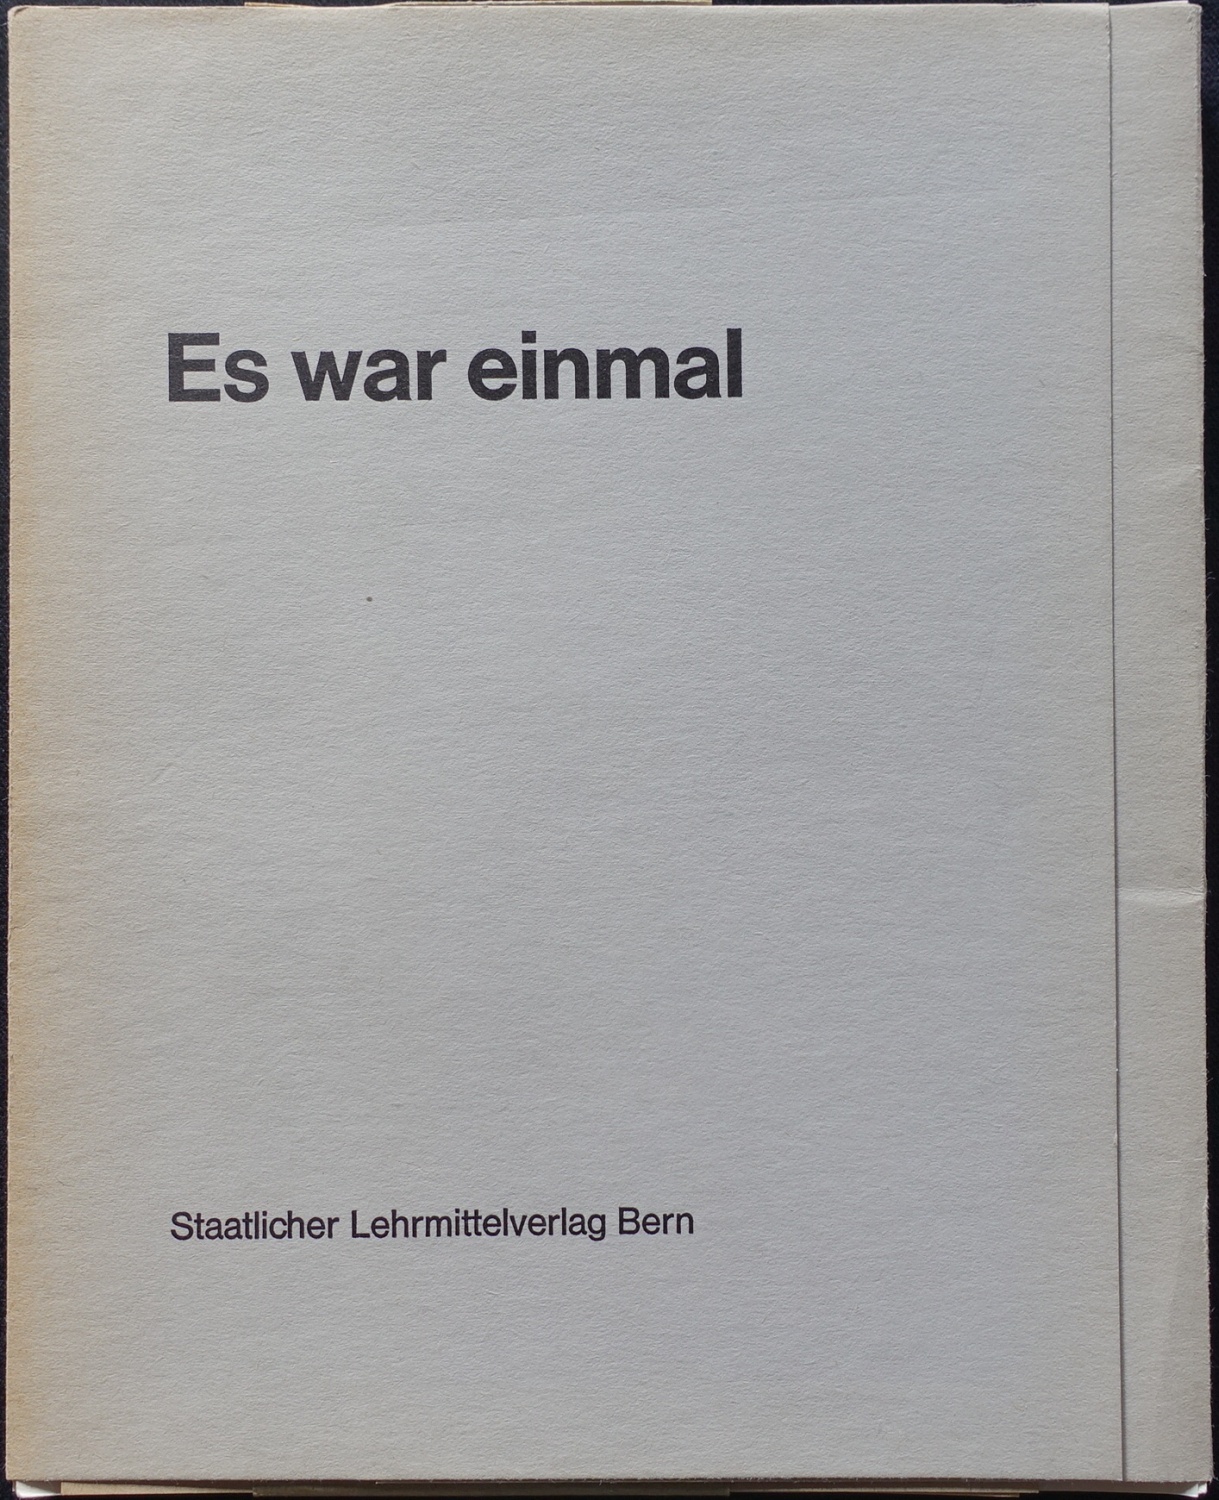 Es war einmal
Staatlicher Lehrmittelverlag Bern